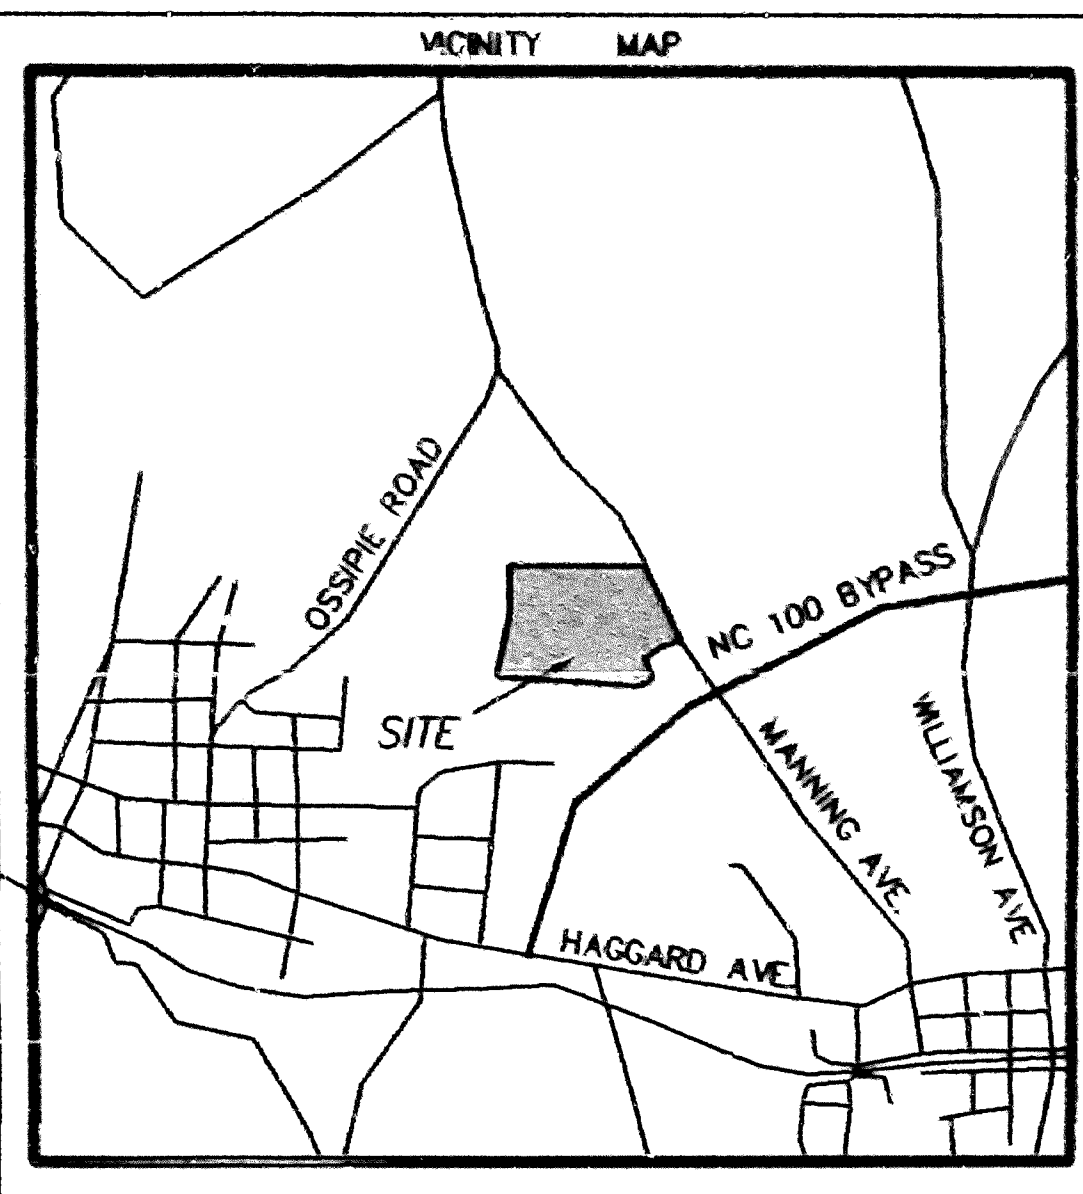 VICINITY MAP
OSSIPIE ROAD
NC 100 BYPASS
SITE
MANNING AVE.
WILLIAMSON AVE
HAGGARD AVE